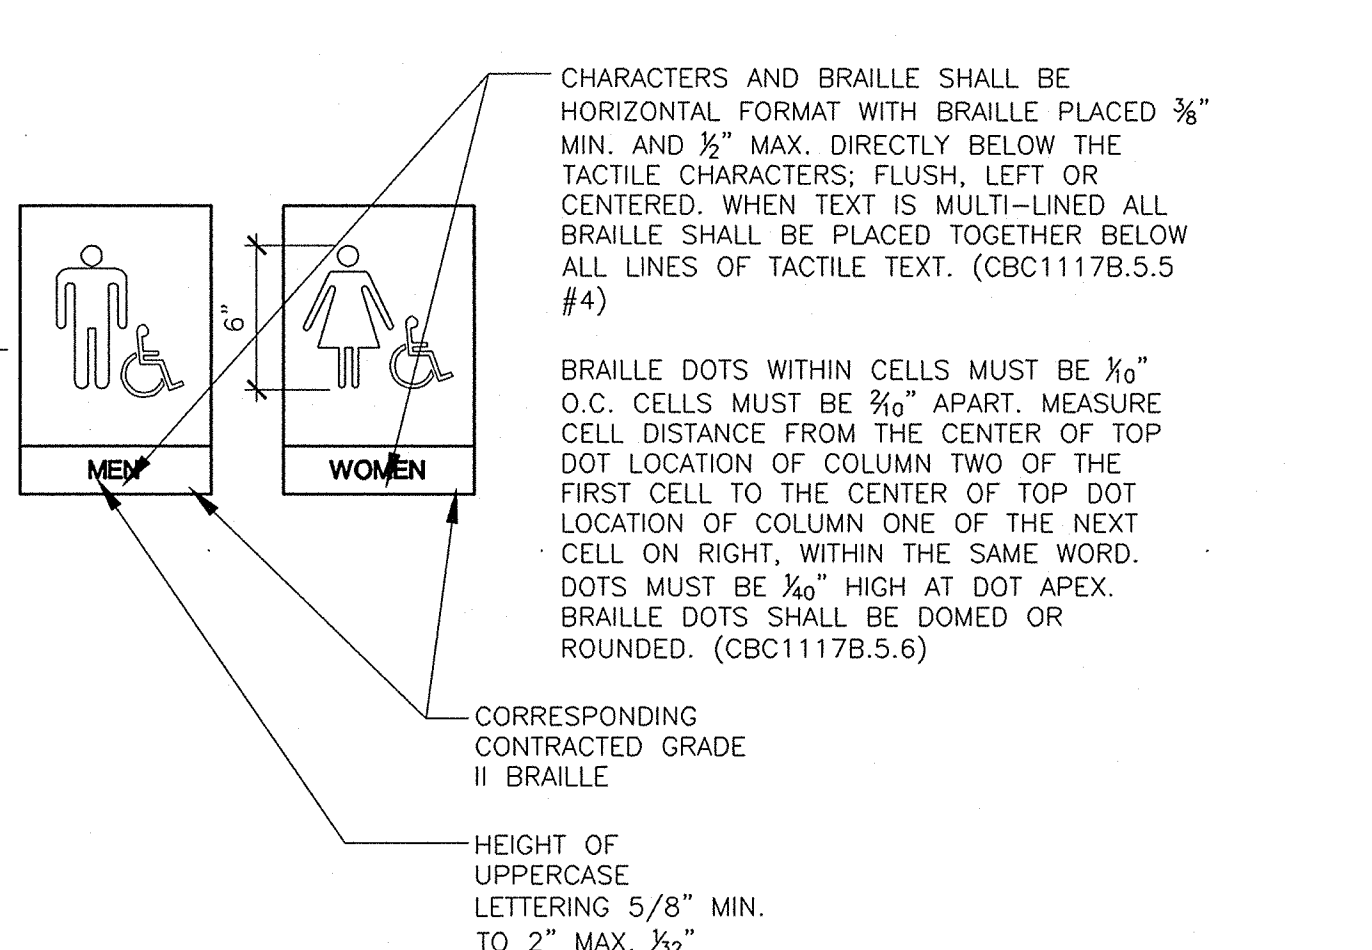 CHARACTERS AND BRAILLE SHALL BE
HORIZONTAL FORMAT WITH BRAILLE PLACED 3/8"
MIN. AND 1/2" MAX. DIRECTLY BELOW THE
TACTILE CHARACTERS; FLUSH, LEFT OR
CENTERED. WHEN TEXT IS MULTI-LINED ALL
BRAILLE SHALL BE PLACED TOGETHER BELOW
ALL LINES OF TACTILE TEXT. (CBC1117B.5.5
#4)
6"
MEN
WOMEN
BRAILLE DOTS WITHIN CELLS MUST BE 1/10"
O.C. CELLS MUST BE 2/10" APART. MEASURE
CELL DISTANCE FROM THE CENTER OF TOP
DOT LOCATION OF COLUMN TWO OF THE
FIRST CELL TO THE CENTER OF TOP DOT
LOCATION OF COLUMN ONE OF THE NEXT
CELL ON RIGHT, WITHIN THE SAME WORD.
DOTS MUST BE 1/40" HIGH AT DOT APEX.
BRAILLE DOTS SHALL BE DOMED OR
ROUNDED. (CBC1117B.5.6)
CORRESPONDING
CONTRACTED GRADE
II BRAILLE
HEIGHT OF
UPPERCASE
LETTERING 5/8" MIN.
TO 2" MAX. 1/32"